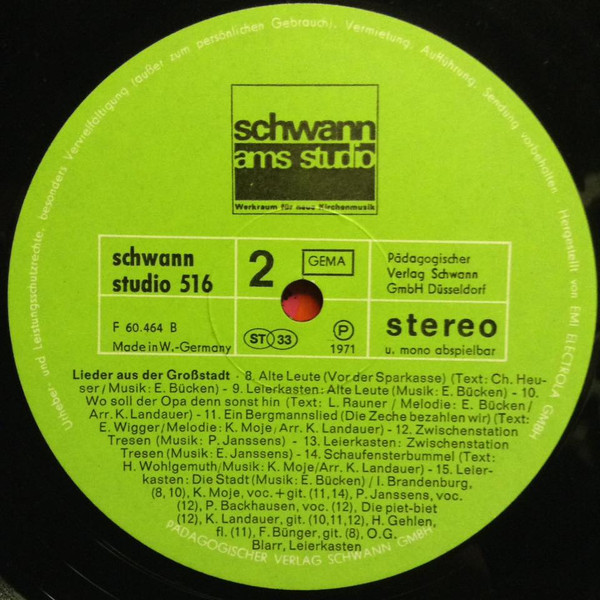 Urheber- und Leistungsschutzrechte, besonders Vervielfältigung (außer zum persönlichen Gebrauch), Vermietung, Aufführung, Sendung vorbehalten. Hergestellt von EMI ELECTROLA GMBH
schwann
ams studio
Werkraum für neue Kirchenmusik
schwann
studio 516
2
GEMA
Pädagogischer
Verlag Schwann
GmbH Düsseldorf
F 60.464 B
Made in W.-Germany
ST 33
P
1971
stereo
u. mono abspielbar
Lieder aus der Großstadt · 8. Alte Leute (Vor der Sparkasse) (Text: Ch. Heu-
ser/Musik: E. Bücken) - 9. Leierkasten: Alte Leute (Musik: E. Bücken) - 10.
Wo soll der Opa denn sonst hin (Text: L. Rauner / Melodie: E. Bücken/
Arr. K. Landauer) - 11. Ein Bergmannslied (Die Zeche bezahlen wir) (Text:
E. Wigger/Melodie: K. Moje/Arr. K. Landauer) - 12. Zwischenstation
Tresen (Musik: P. Janssens) - 13. Leierkasten: Zwischenstation
Tresen (Musik: E. Janssens) - 14. Schaufensterbummel (Text:
H. Wohlgemuth/Musik: K. Moje/Arr. K. Landauer) - 15. Leier-
kasten: Die Stadt (Musik: E. Bücken) / I. Brandenburg,
(8, 10), K. Moje, voc. + git. (11, 14), P. Janssens, voc.
(12), P. Backhausen, voc. (12), Die piet-biet
(12), K. Landauer, git. (10, 11, 12), H. Gehlen,
fl. (11), F. Bünger, git. (8), O.G.
Blarr, Leierkasten
PÄDAGOGISCHER VERLAG SCHWANN GMBH